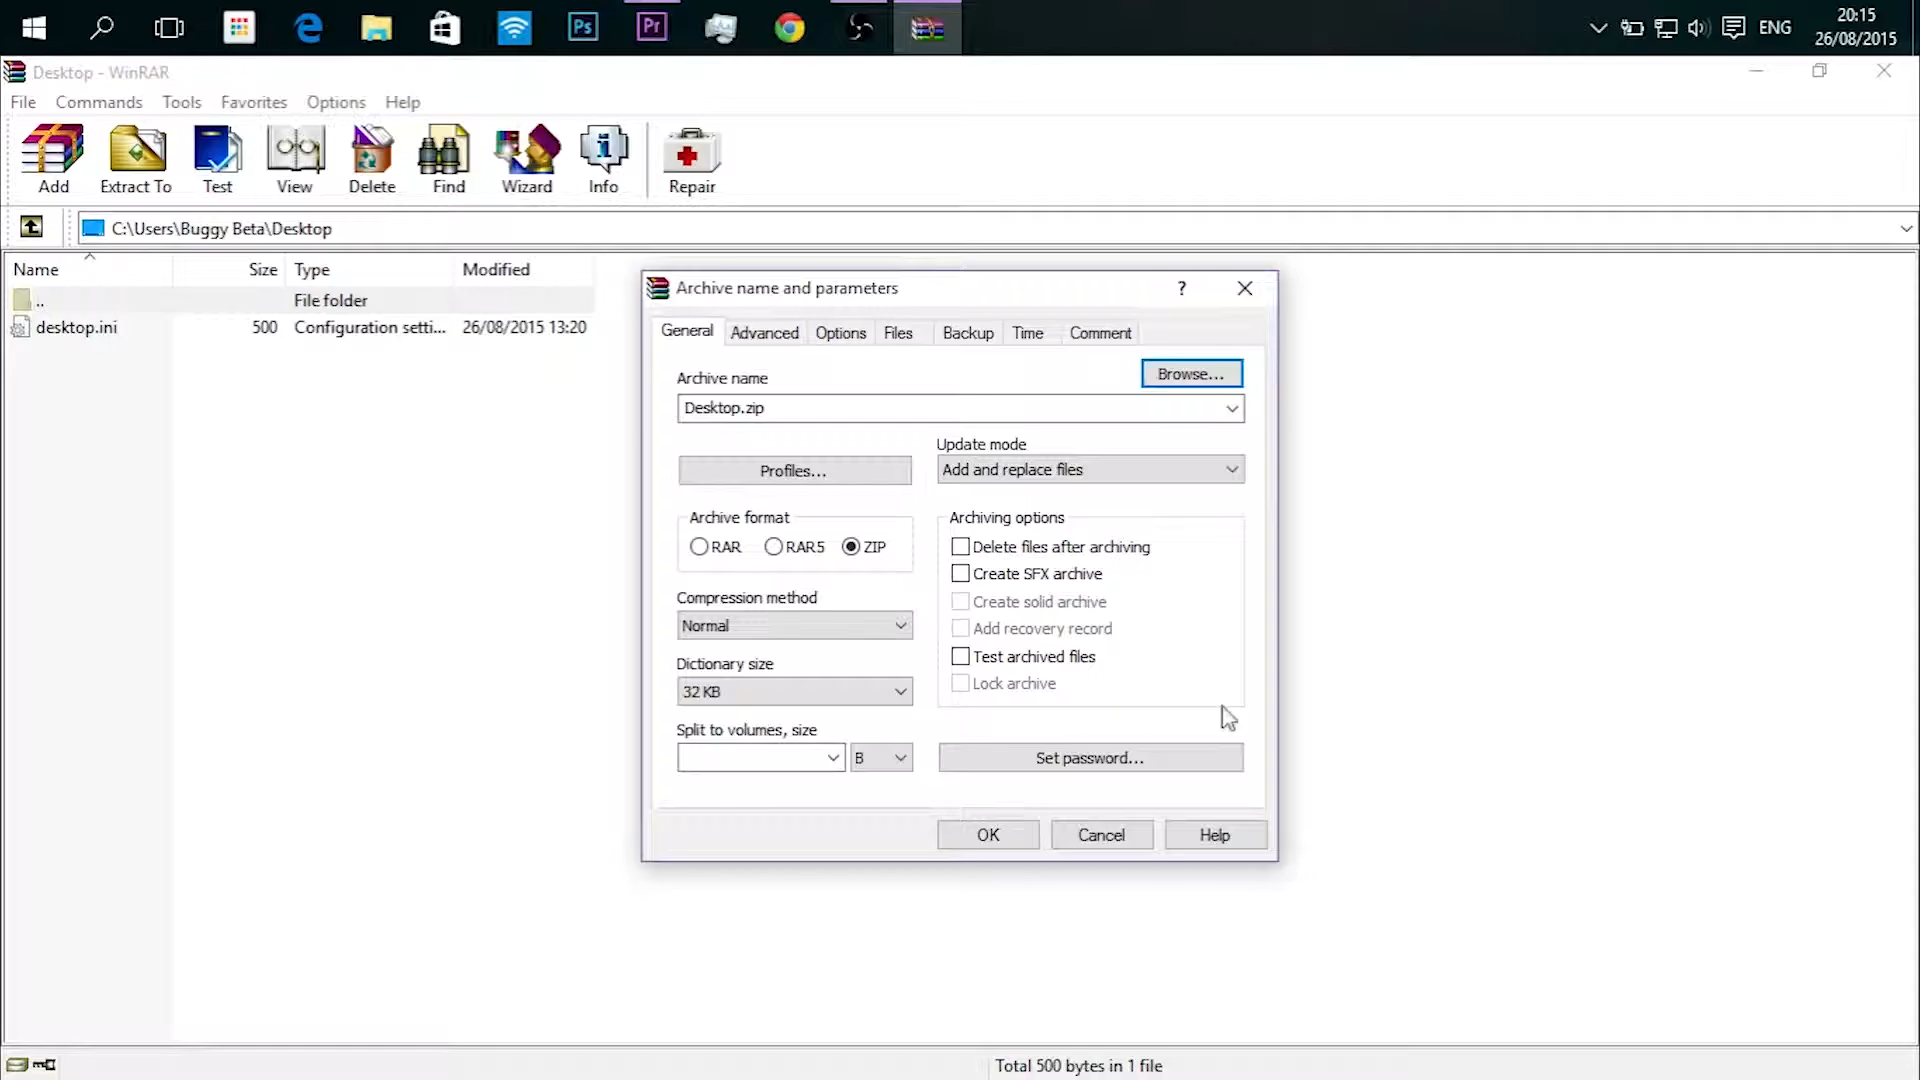 Ps
Pr
ENG
20:15
26/08/2015
Desktop - WinRAR
File Commands Tools Favorites Options Help
Add Extract To Test View Delete Find Wizard Info Repair
C:\Users\Buggy Beta\Desktop
Name Size Type Modified
.. File folder
desktop.ini 500 Configuration setti... 26/08/2015 13:20
Archive name and parameters ?
General Advanced Options Files Backup Time Comment
Archive name
Browse...
Desktop.zip
Update mode
Profiles...
Add and replace files
Archive format
RAR RAR5 ZIP
Archiving options
Delete files after archiving
Create SFX archive
Create solid archive
Add recovery record
Test archived files
Lock archive
Compression method
Normal
Dictionary size
32 KB
Split to volumes, size
B
Set password...
OK Cancel Help
Total 500 bytes in 1 file